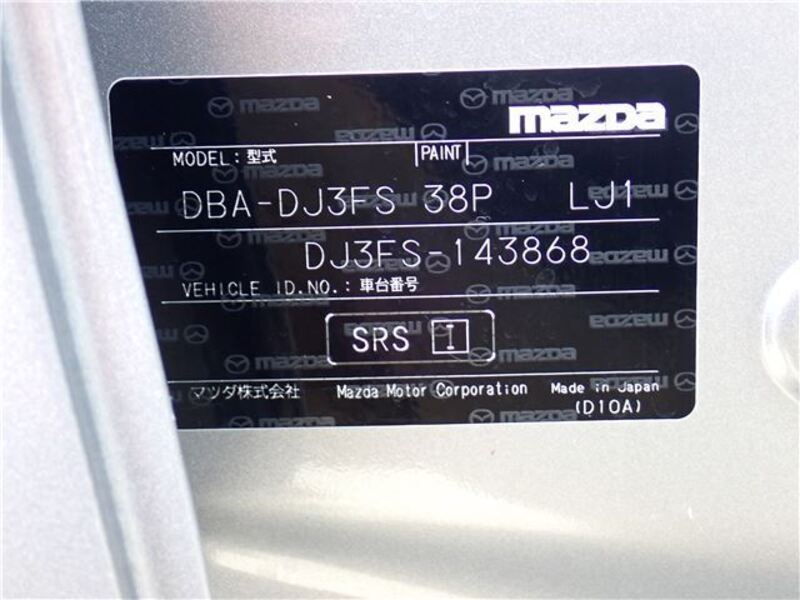 mazda
MODEL:型式 PAINT
DBA-DJ3FS 38P LJ1
DJ3FS-143868
VEHICLE ID.NO.:車台番号
SRS I
マツダ株式会社 Mazda Motor Corporation Made in Japan
(D10A)